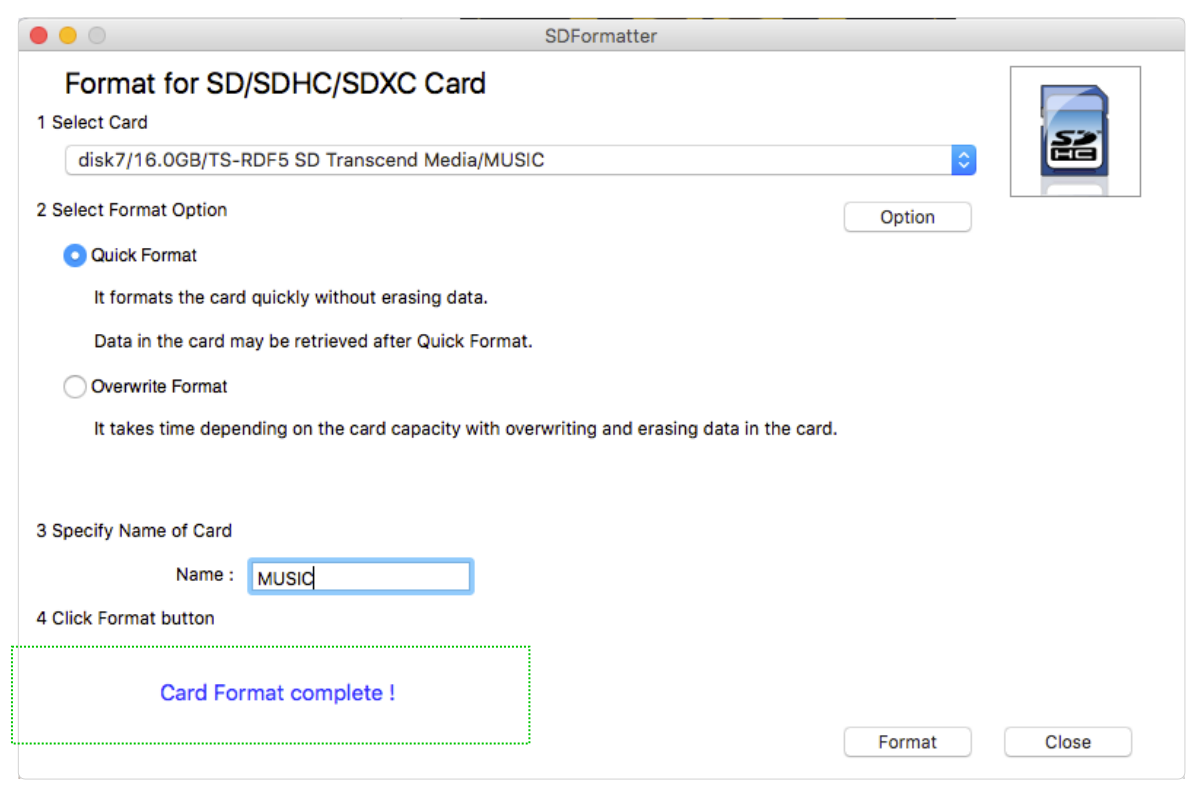 SDFormatter
Format for SD/SDHC/SDXC Card
1 Select Card
disk7/16.0GB/TS-RDF5 SD Transcend Media/MUSIC
2 Select Format Option
Option
Quick Format
It formats the card quickly without erasing data.
Data in the card may be retrieved after Quick Format.
Overwrite Format
It takes time depending on the card capacity with overwriting and erasing data in the card.
3 Specify Name of Card
Name : MUSIC
4 Click Format button
Card Format complete !
Format Close
SD
HC